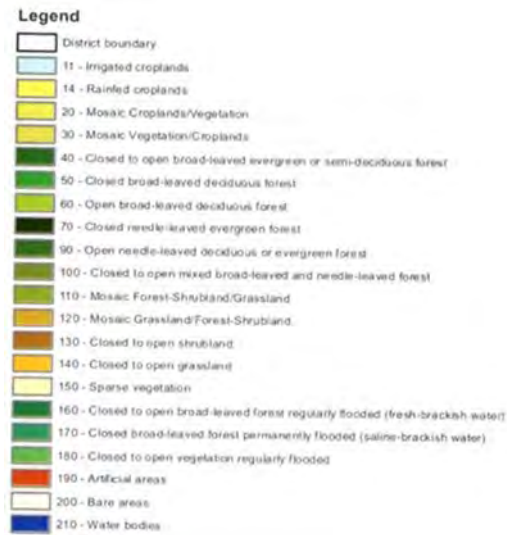 Legend
District boundary
11 - Irrigated croplands
14 - Rainfed croplands
20 - Mosaic Croplands/Vegetation
30 - Mosaic Vegetation/Croplands
40 - Closed to open broad-leaved evergreen or semi-deciduous forest
50 - Closed broad-leaved deciduous forest
60 - Open broad-leaved deciduous forest
70 - Closed needle-leaved evergreen forest
90 - Open needle-leaved deciduous or evergreen forest
100 - Closed to open mixed broad-leaved and needle-leaved forest
110 - Mosaic Forest-Shrubland/Grassland
120 - Mosaic Grassland/Forest-Shrubland
130 - Closed to open shrubland
140 - Closed to open grassland
150 - Sparse vegetation
160 - Closed to open broad-leaved forest regularly flooded (fresh-brackish water)
170 - Closed broad-leaved forest permanently flooded (saline-brackish water)
180 - Closed to open vegetation regularly flooded
190 - Artificial areas
200 - Bare areas
210 - Water bodies